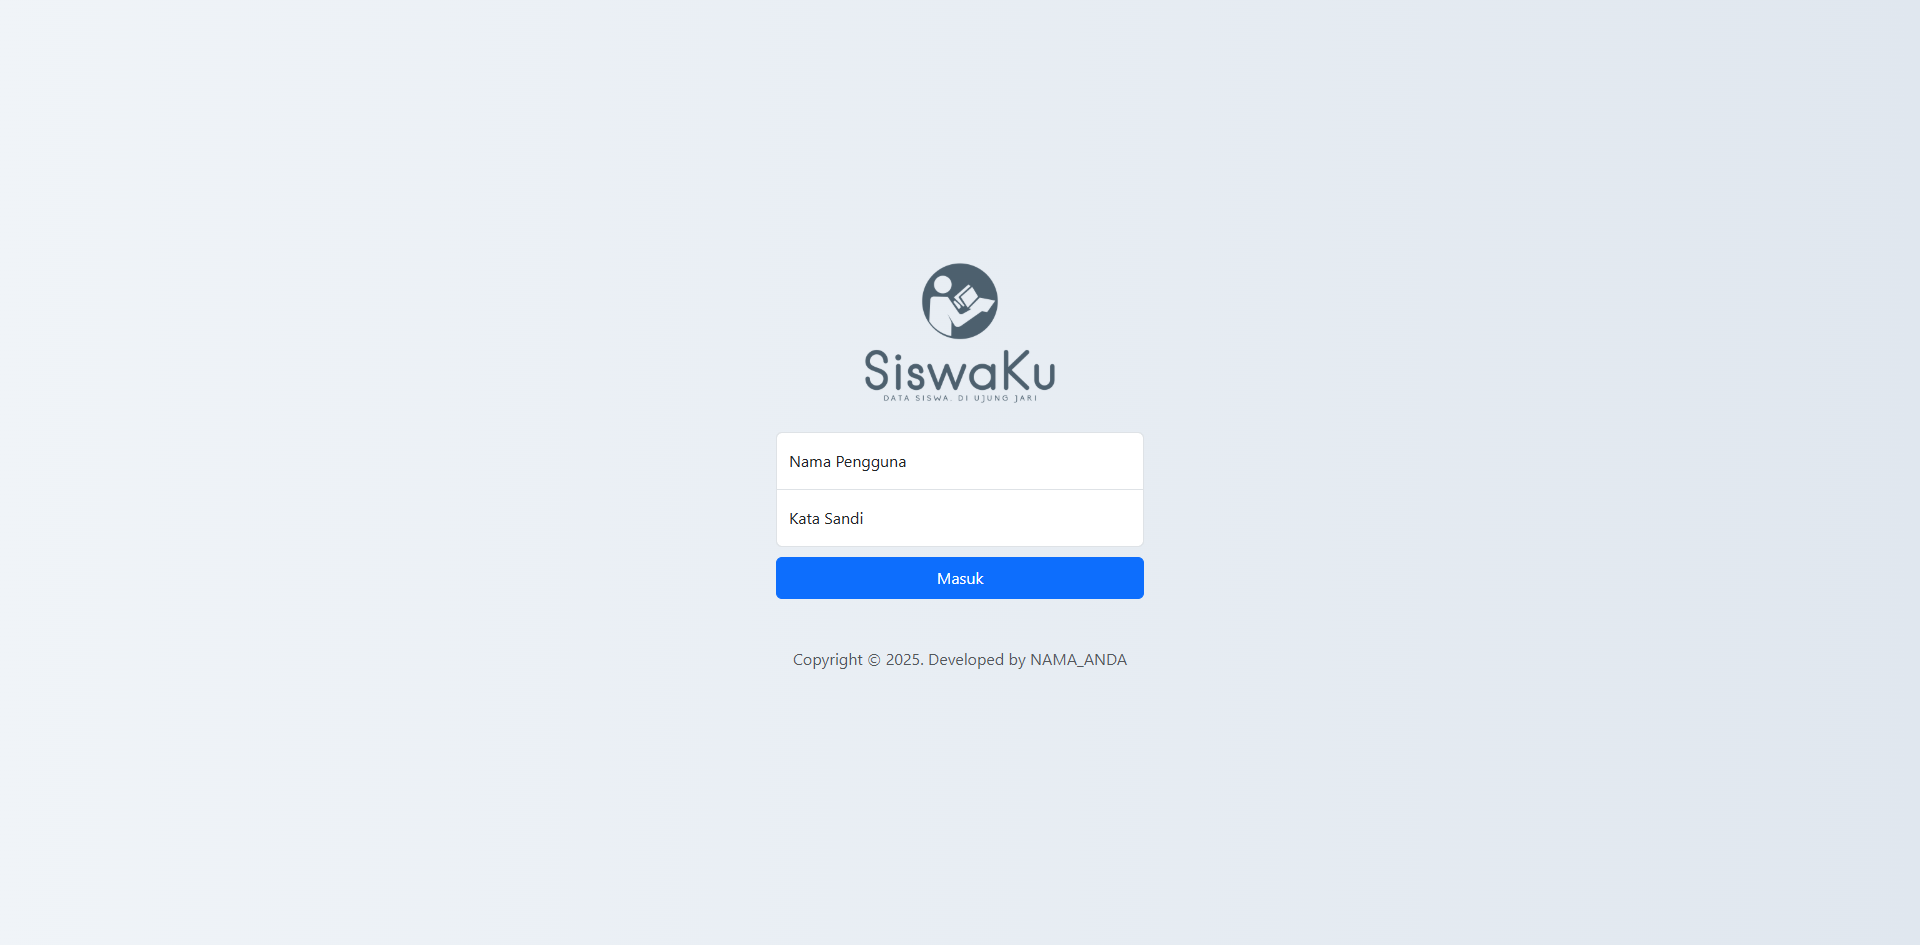 SiswaKu
DATA SISWA. DI UJUNG JARI
Nama Pengguna
Kata Sandi
Masuk
Copyright © 2025. Developed by NAMA_ANDA